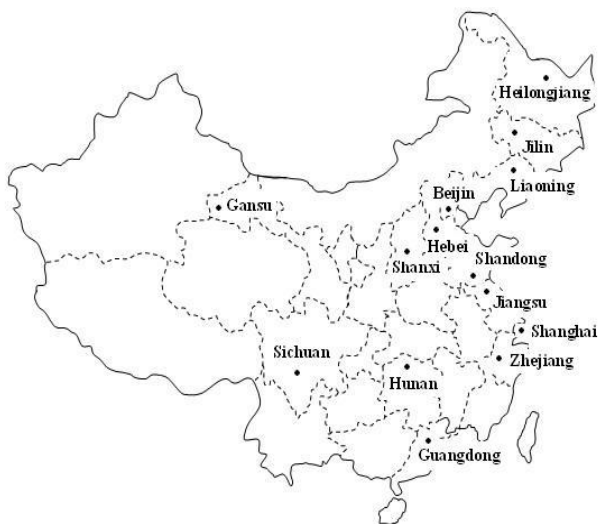 Heilongjiang
Jilin
Liaoning
Beijin
Gansu
Hebei
Shandong
Shanxi
Jiangsu
Shanghai
Sichuan
Zhejiang
Hunan
Guangdong